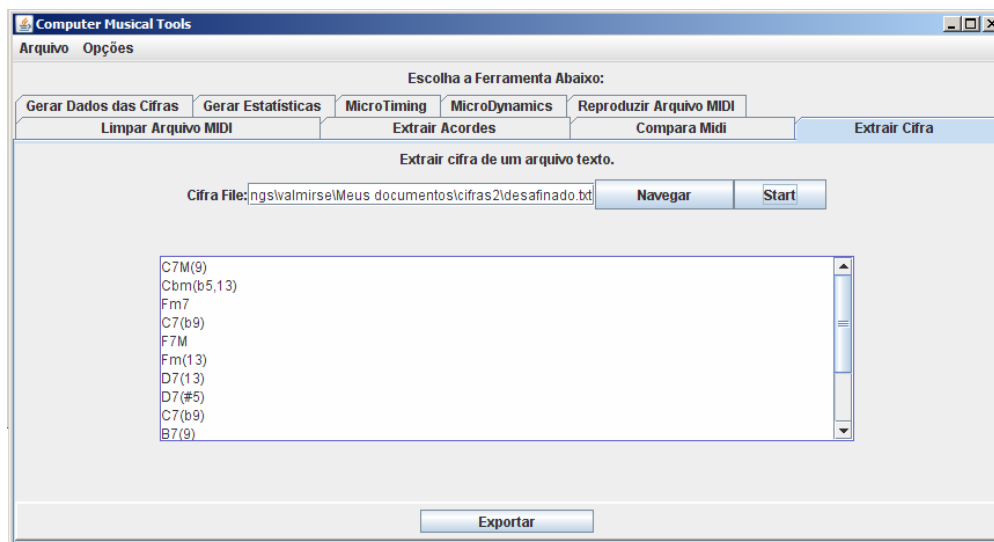 Computer Musical Tools
Arquivo Opções
Escolha a Ferramenta Abaixo:
Gerar Dados das Cifras Gerar Estatísticas MicroTiming MicroDynamics Reproduzir Arquivo MIDI
Limpar Arquivo MIDI Extrair Acordes Compara Midi Extrair Cifra
Extrair cifra de um arquivo texto.
Cifra File: ngs\valmirse\Meus documentos\cifras2\desafinado.txt Navegar Start
C7M(9)
Cbm(b5,13)
Fm7
C7(b9)
F7M
Fm(13)
D7(13)
D7(#5)
C7(b9)
B7(9)
Exportar